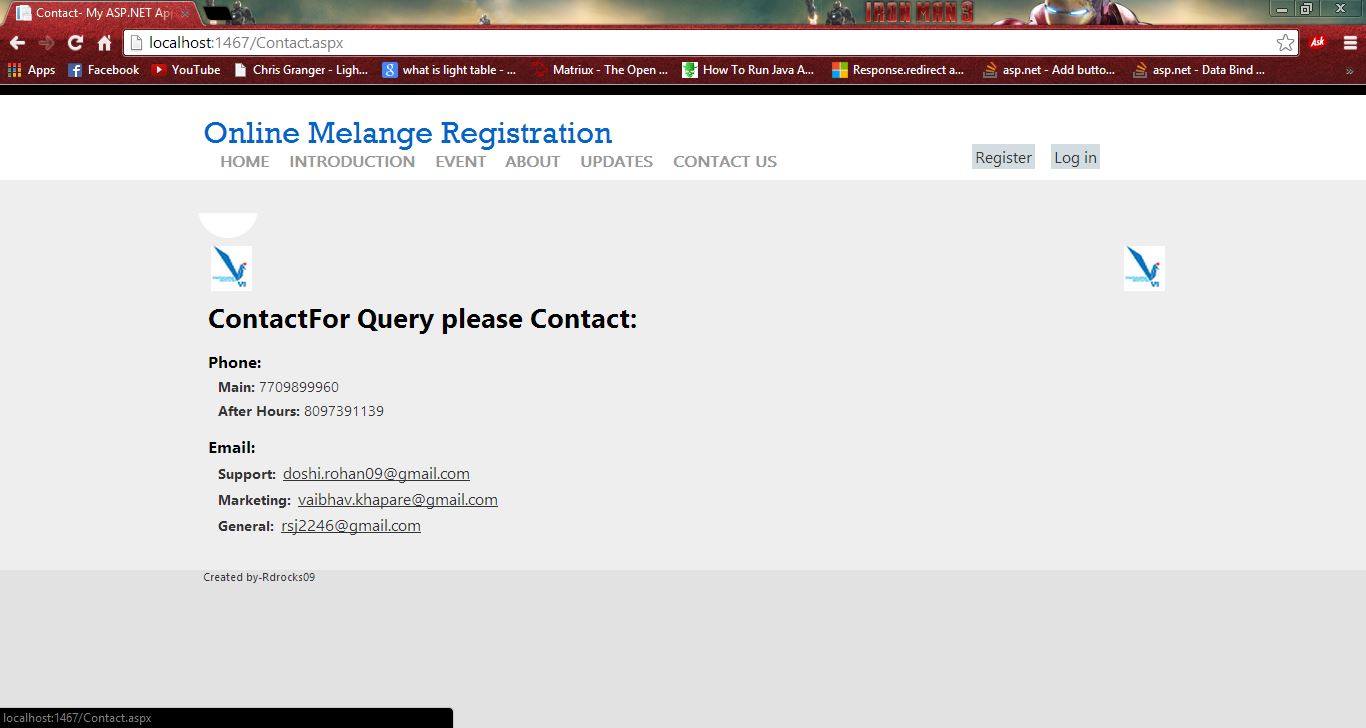 Contact- My ASP.NET Ap
IRON MAN 3
localhost:1467/Contact.aspx
Ask
Apps Facebook YouTube Chris Granger - Ligh... what is light table - ... Matriux - The Open ... How To Run Java A... Response.redirect a... asp.net - Add butto... asp.net - Data Bind ... »
Online Melange Registration
HOME INTRODUCTION EVENT ABOUT UPDATES CONTACT US Register Log in
VI VI
ContactFor Query please Contact:
Phone:
Main: 7709899960
After Hours: 8097391139
Email:
Support: doshi.rohan09@gmail.com
Marketing: vaibhav.khapare@gmail.com
General: rsj2246@gmail.com
Created by-Rdrocks09
localhost:1467/Contact.aspx